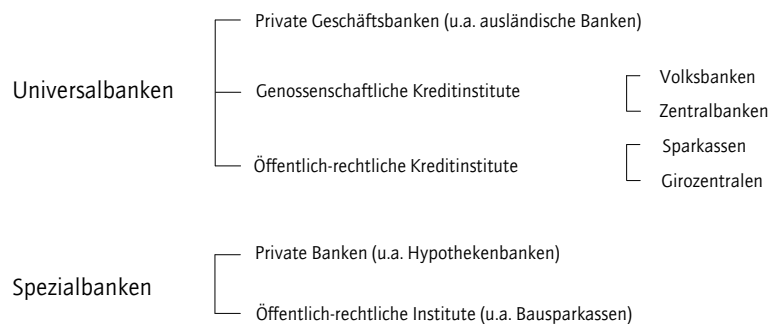 Universalbanken
Private Geschäftsbanken (u.a. ausländische Banken)
Genossenschaftliche Kreditinstitute
Volksbanken
Zentralbanken
Öffentlich-rechtliche Kreditinstitute
Sparkassen
Girozentralen
Spezialbanken
Private Banken (u.a. Hypothekenbanken)
Öffentlich-rechtliche Institute (u.a. Bausparkassen)